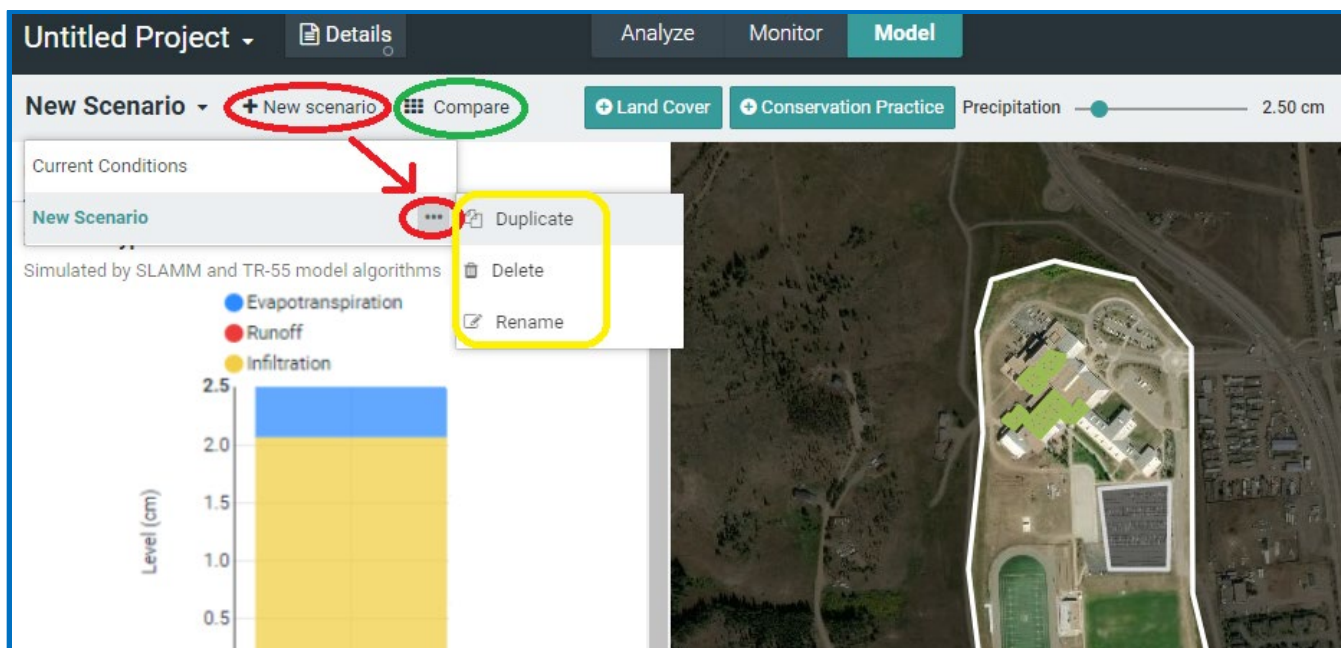 Untitled Project Details Analyze Monitor Model
New Scenario + New scenario Compare Land Cover Conservation Practice Precipitation 2.50 cm
Current Conditions
New Scenario ... Duplicate
Simulated by SLAMM and TR-55 model algorithms Delete
Evapotranspiration
Runoff Rename
Infiltration
2.5
2.0
1.5
1.0
0.5
Level (cm)